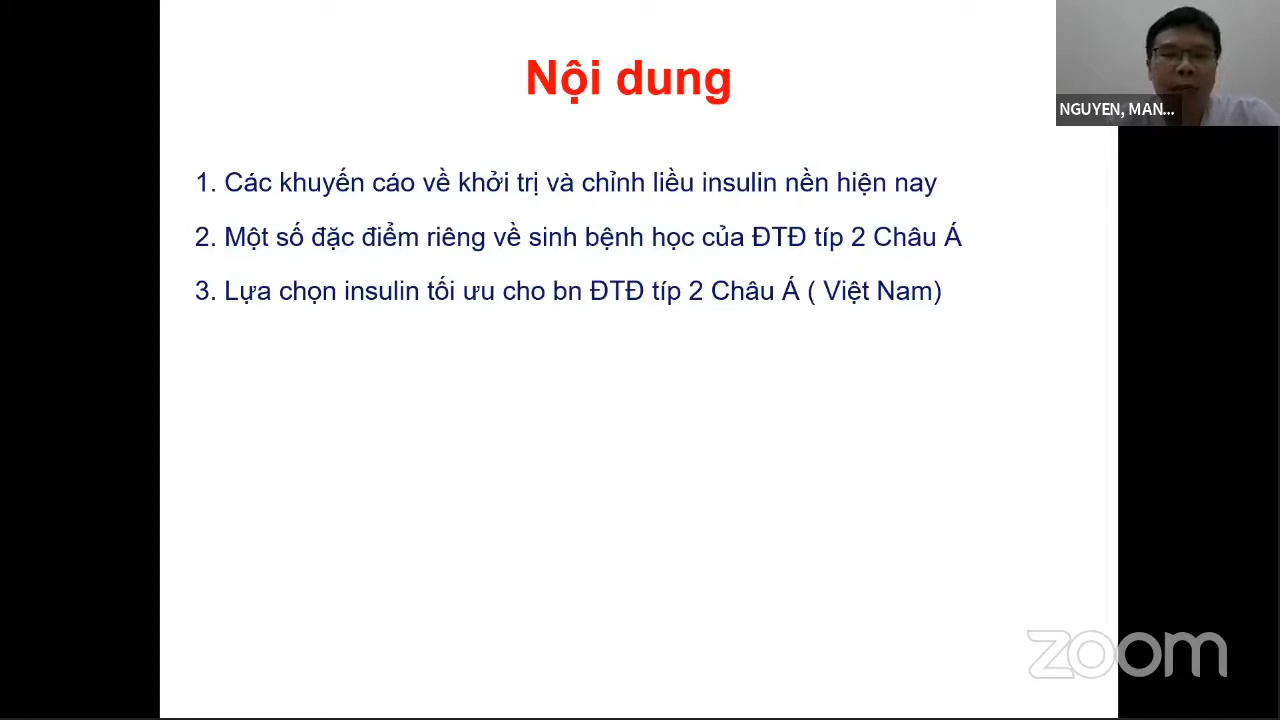 Nội dung
NGUYEN, MAN...
1. Các khuyến cáo về khởi trị và chỉnh liều insulin nền hiện nay
2. Một số đặc điểm riêng về sinh bệnh học của ĐTĐ típ 2 Châu Á
3. Lựa chọn insulin tối ưu cho bn ĐTĐ típ 2 Châu Á ( Việt Nam)
zoom